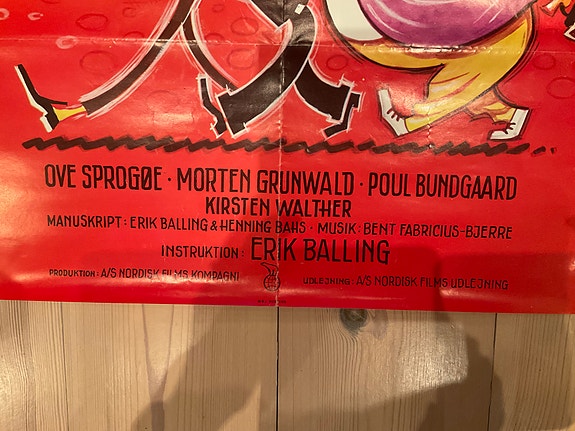 OVE SPROGØE · MORTEN GRUNWALD · POUL BUNDGAARD
KIRSTEN WALTHER
MANUSKRIPT: ERIK BALLING & HENNING BAHS · MUSIK: BENT FABRICIUS-BJERRE
INSTRUKTION: ERIK BALLING
PRODUKTION: A/S NORDISK FILMS KOMPAGNI UDLEJNING: A/S NORDISK FILMS UDLEJNING